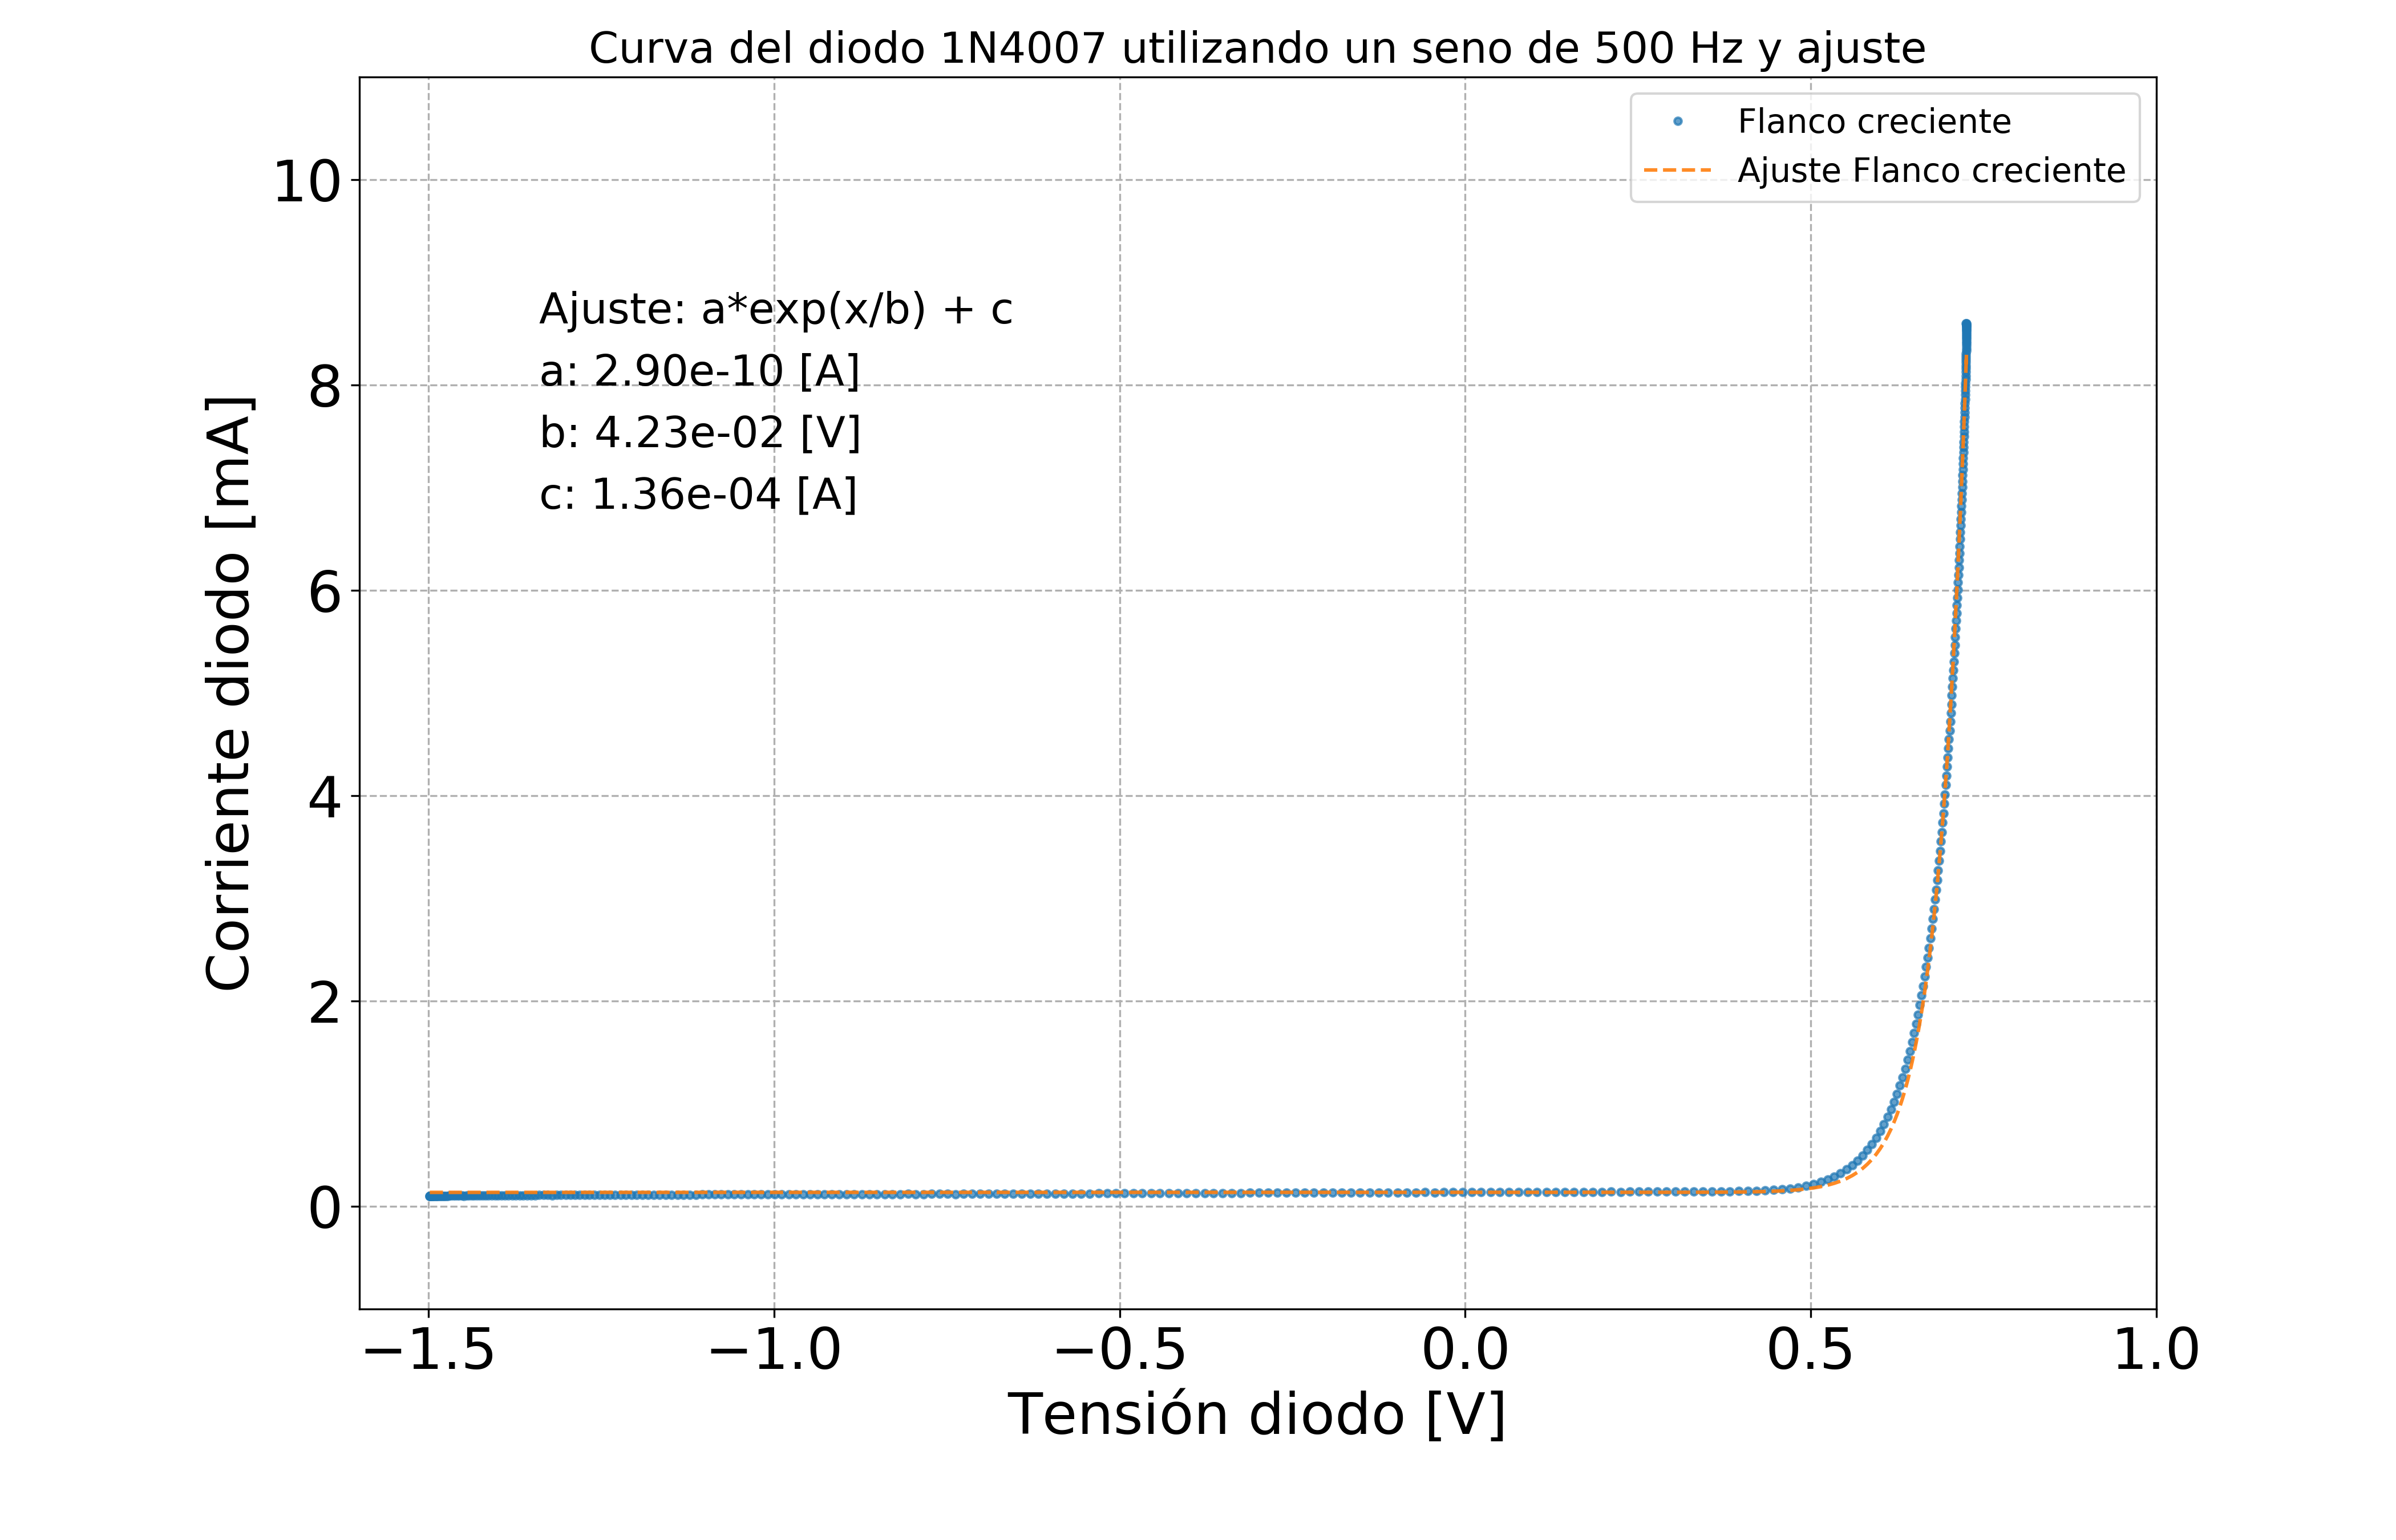 Curva del diodo 1N4007 utilizando un seno de 500 Hz y ajuste
Flanco creciente
Ajuste Flanco creciente
Ajuste: a*exp(x/b) + c
a: 2.90e-10 [A]
b: 4.23e-02 [V]
c: 1.36e-04 [A]
Corriente diodo [mA]
10
8
6
4
2
0
−1.5 −1.0 −0.5 0.0 0.5 1.0
Tensión diodo [V]